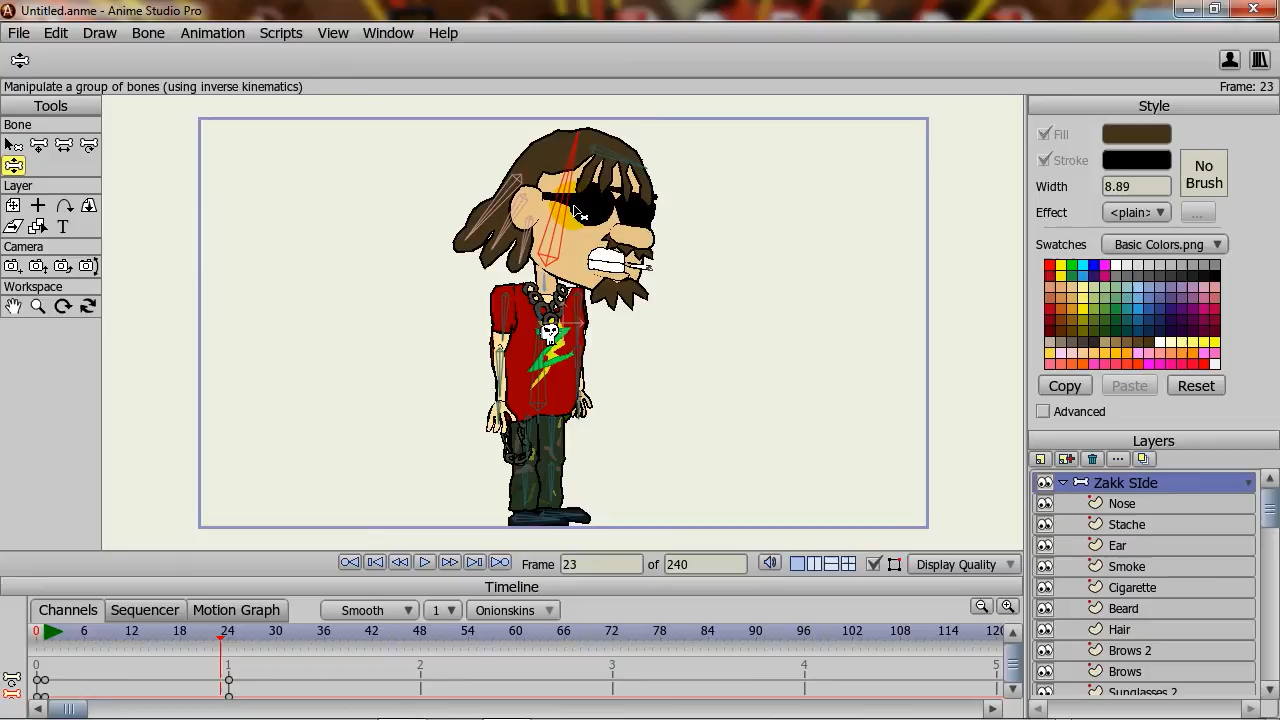 Untitled.anme - Anime Studio Pro
File Edit Draw Bone Animation Scripts View Window Help
Manipulate a group of bones (using inverse kinematics) Frame: 23
Tools
Bone
Layer
T
Camera
Workspace
Style
Fill
Stroke
No Brush
Width 8.89
Effect <plain> ...
Swatches Basic Colors.png
Copy Paste Reset
Advanced
Layers
Zakk SIde
Nose
Stache
Ear
Smoke
Cigarette
Beard
Hair
Brows 2
Brows
Sunglasses 2
Frame 23 of 240 Display Quality
Timeline
Channels Sequencer Motion Graph Smooth 1 Onionskins
0 6 12 18 24 30 36 42 48 54 60 66 72 78 84 90 96 102 108 114 120
0 1 2 3 4 5